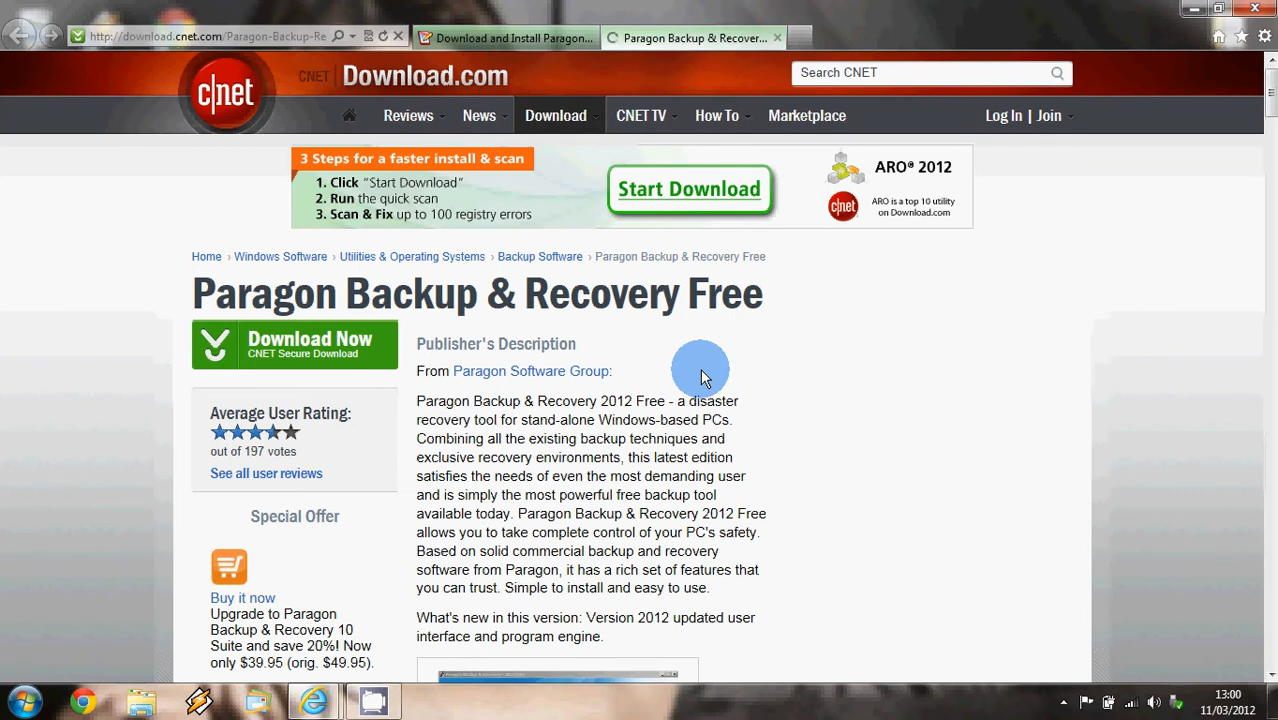 http://download.cnet.com/Paragon-Backup-Re
Download and Install Paragon...
Paragon Backup & Recover...
c|net
CNET Download.com
Search CNET
Reviews
News
Download
CNET TV
How To
Marketplace
Log In | Join
3 Steps for a faster install & scan
1. Click "Start Download"
2. Run the quick scan
3. Scan & Fix up to 100 registry errors
Start Download
ARO® 2012
c|net
ARO is a top 10 utility
on Download.com
Home › Windows Software › Utilities & Operating Systems › Backup Software › Paragon Backup & Recovery Free
Paragon Backup & Recovery Free
Download Now
CNET Secure Download
Average User Rating:
out of 197 votes
See all user reviews
Special Offer
Buy it now
Upgrade to Paragon
Backup & Recovery 10
Suite and save 20%! Now
only $39.95 (orig. $49.95).
Publisher's Description
From Paragon Software Group:
Paragon Backup & Recovery 2012 Free - a disaster
recovery tool for stand-alone Windows-based PCs.
Combining all the existing backup techniques and
exclusive recovery environments, this latest edition
satisfies the needs of even the most demanding user
and is simply the most powerful free backup tool
available today. Paragon Backup & Recovery 2012 Free
allows you to take complete control of your PC's safety.
Based on solid commercial backup and recovery
software from Paragon, it has a rich set of features that
you can trust. Simple to install and easy to use.
What's new in this version: Version 2012 updated user
interface and program engine.
13:00
11/03/2012